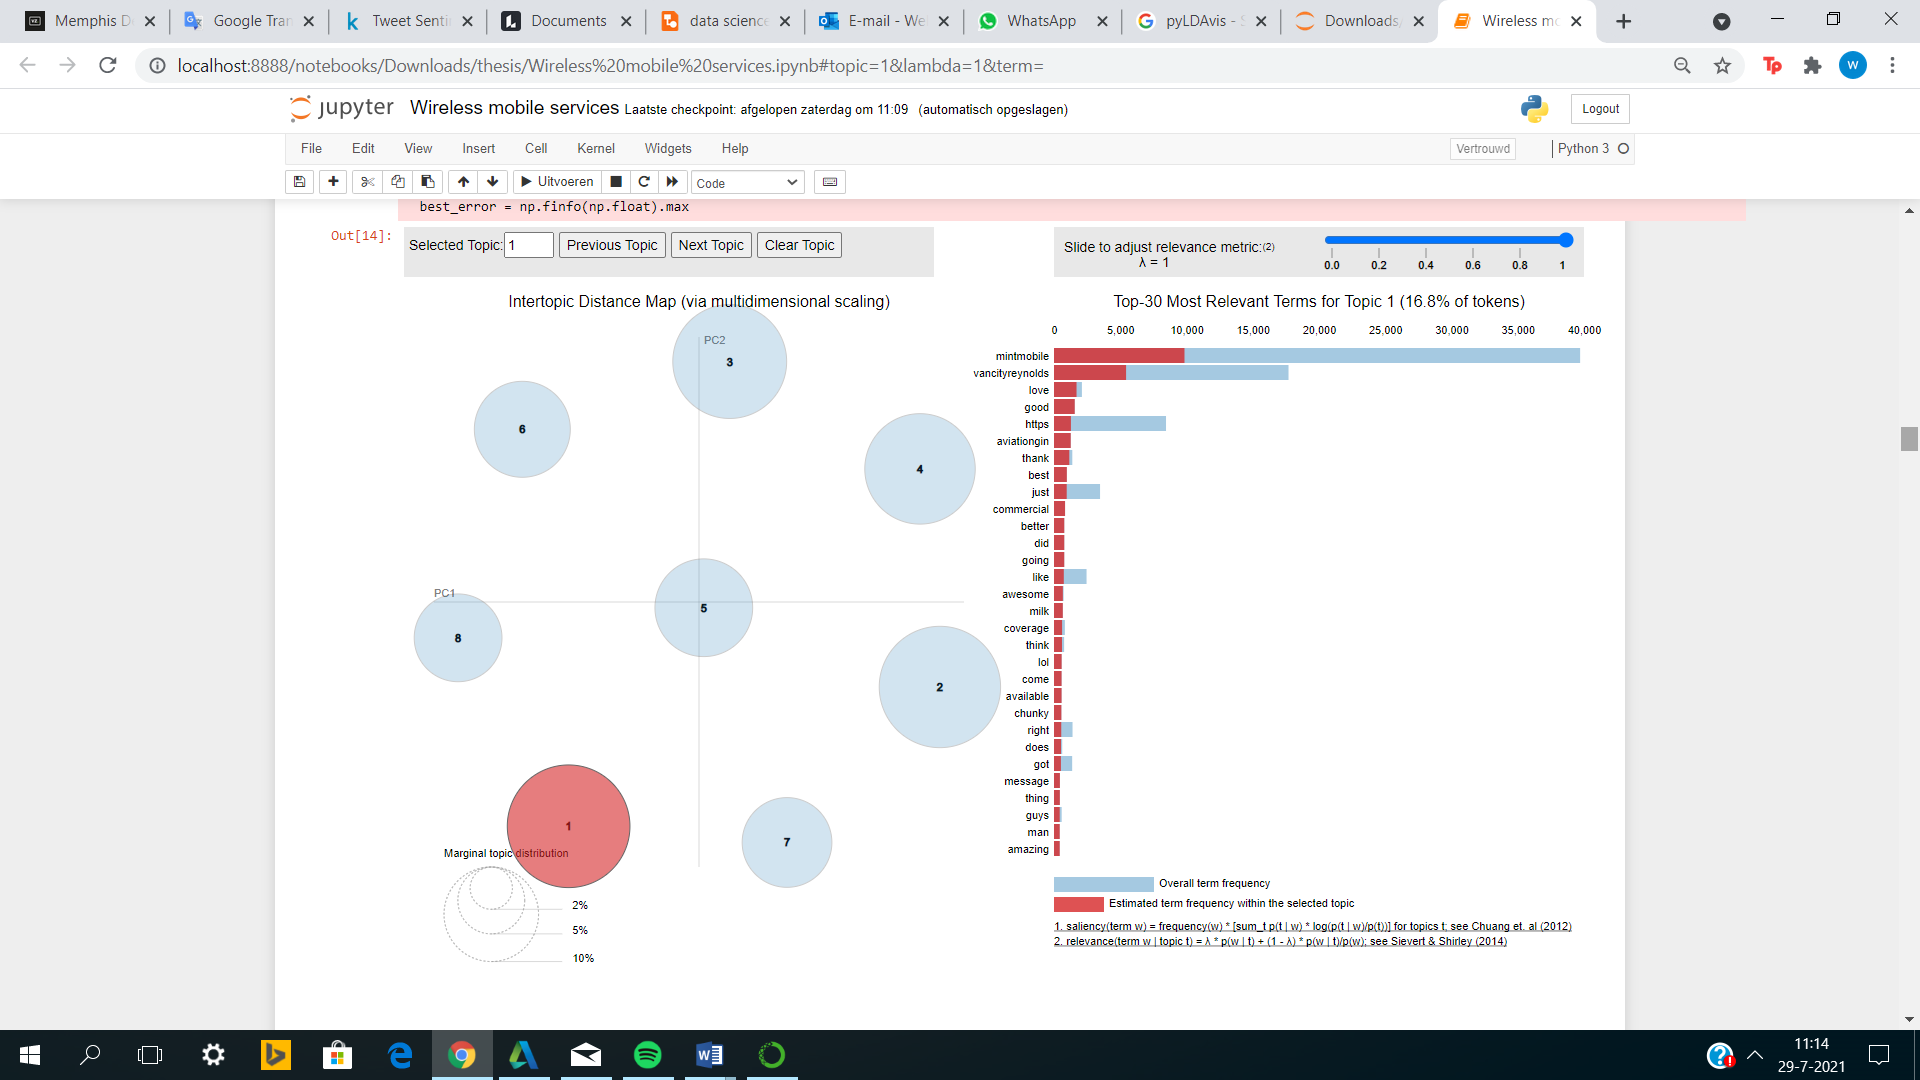 Memphis D
Google Tran
Tweet Senti
Documents
data science
E-mail - We
WhatsApp
pyLDAvis - S
Downloads/
Wireless mo
localhost:8888/notebooks/Downloads/thesis/Wireless%20mobile%20services.ipynb#topic=1&lambda=1&term=
Tp
W
jupyter Wireless mobile services Laatste checkpoint: afgelopen zaterdag om 11:09 (automatisch opgeslagen)
Logout
File Edit View Insert Cell Kernel Widgets Help
Vertrouwd
Python 3
Uitvoeren
Code
best_error = np.finfo(np.float).max
Out[14]:
Selected Topic: 1 Previous Topic Next Topic Clear Topic
Slide to adjust relevance metric:(2)
λ = 1
0.0 0.2 0.4 0.6 0.8 1
Intertopic Distance Map (via multidimensional scaling)
PC2
3
6
4
PC1
5
8
2
1
7
Marginal topic distribution
2%
5%
10%
Top-30 Most Relevant Terms for Topic 1 (16.8% of tokens)
0 5,000 10,000 15,000 20,000 25,000 30,000 35,000 40,000
mintmobile
vancityreynolds
love
good
https
aviationgin
thank
best
just
commercial
better
did
going
like
awesome
milk
coverage
think
lol
come
available
chunky
right
does
got
message
thing
guys
man
amazing
Overall term frequency
Estimated term frequency within the selected topic
1. saliency(term w) = frequency(w) * [sum_t p(t | w) * log(p(t | w)/p(t))] for topics t; see Chuang et. al (2012)
2. relevance(term w | topic t) = λ * p(w | t) + (1 - λ) * p(w | t)/p(w); see Sievert & Shirley (2014)
11:14
29-7-2021